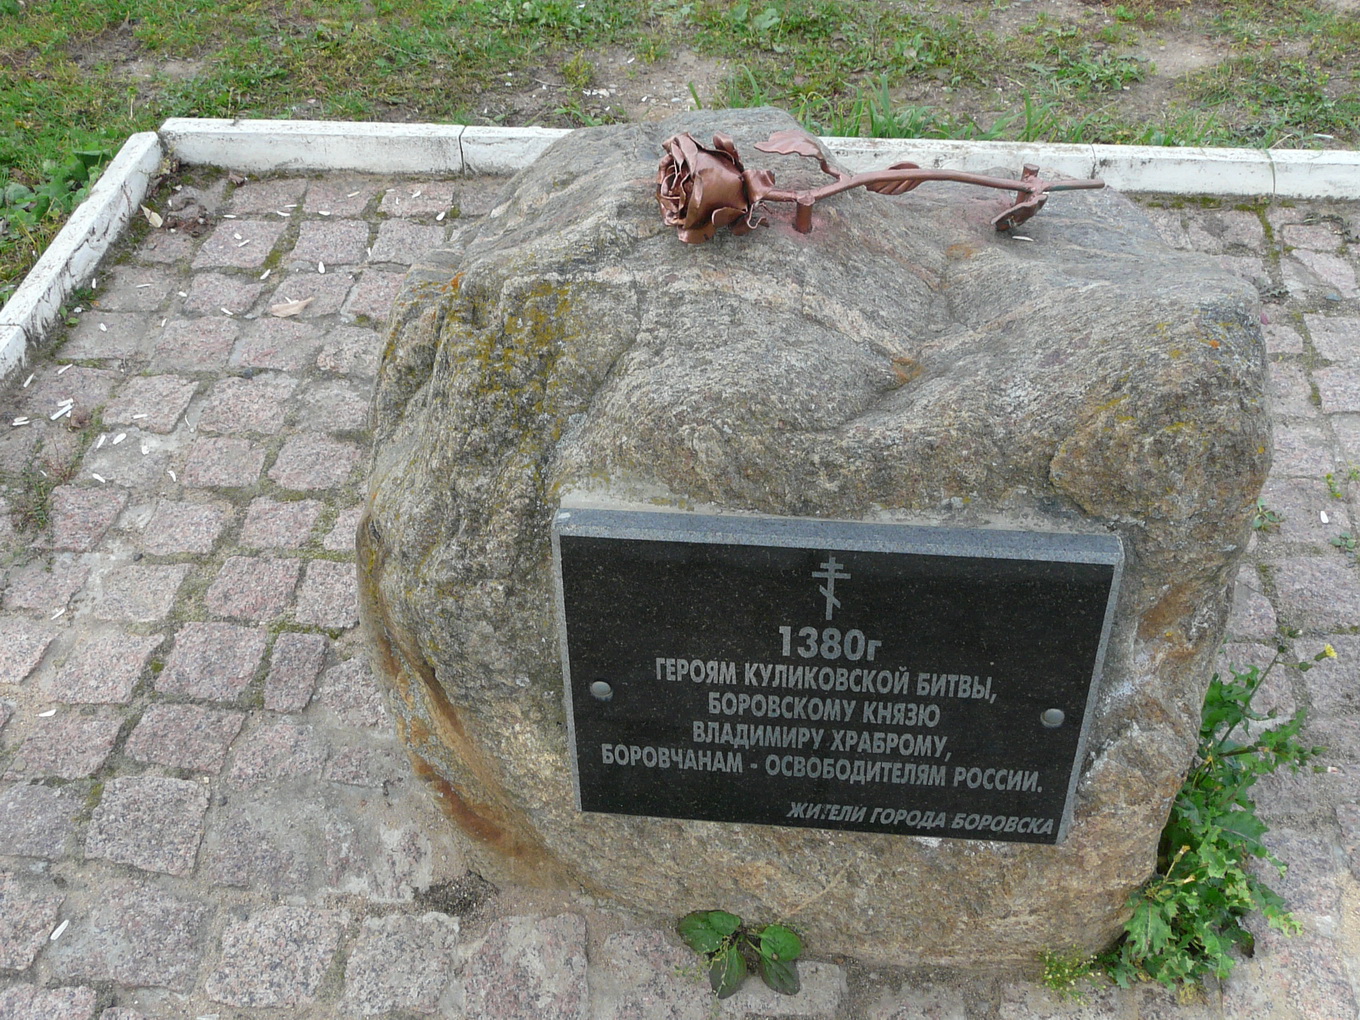 1380г
ГЕРОЯМ КУЛИКОВСКОЙ БИТВЫ,
БОРОВСКОМУ КНЯЗЮ
ВЛАДИМИРУ ХРАБРОМУ,
БОРОВЧАНАМ - ОСВОБОДИТЕЛЯМ РОССИИ.
ЖИТЕЛИ ГОРОДА БОРОВСКА